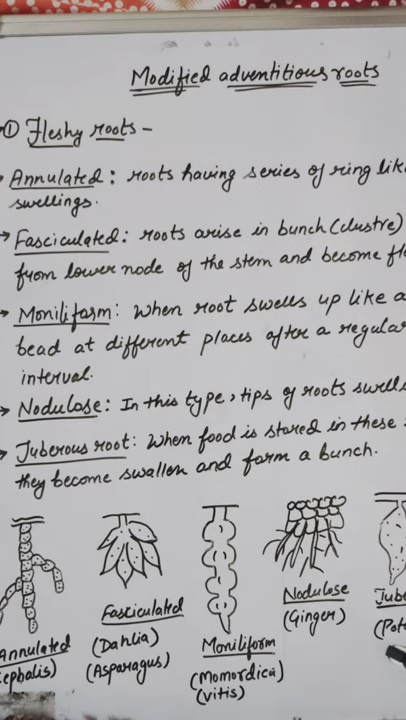 Modified adventitious roots
① Fleshy roots -
→ Annulated: roots having series of ring like
swellings.
→ Fasciculated: roots arise in bunch (clustre)
from lower node of the stem and become
→ Moniliform: When root swells up like a
bead at different places after a regular
interval.
→ Nodulose: In this type, tips of roots swell
→ Tuberous root: When food is stored in these
they become swallen and form a bunch.
Annulated
Fasciculated
(Dahlia)
(Asparagus)
Moniliform
(Momordica)
(Vitis)
Nodulose
(Ginger)